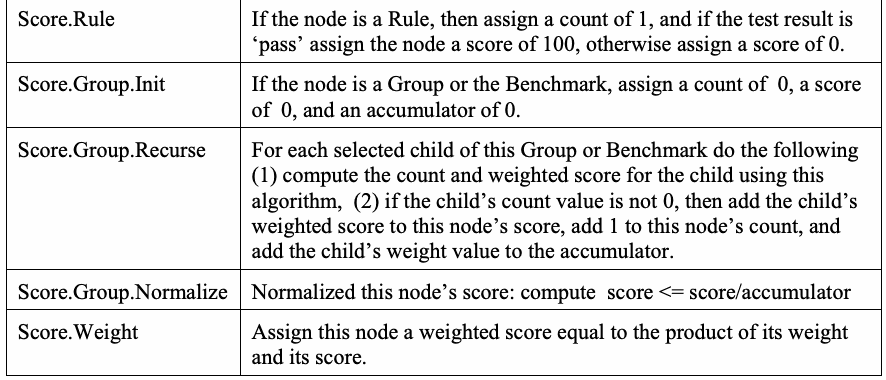 Score.Rule
If the node is a Rule, then assign a count of 1, and if the test result is
‘pass’ assign the node a score of 100, otherwise assign a score of 0.
Score.Group.Init
If the node is a Group or the Benchmark, assign a count of  0, a score
of  0, and an accumulator of 0.
Score.Group.Recurse
For each selected child of this Group or Benchmark do the following
(1) compute the count and weighted score for the child using this
algorithm,  (2) if the child’s count value is not 0, then add the child’s
weighted score to this node’s score, add 1 to this node’s count, and
add the child’s weight value to the accumulator.
Score.Group.Normalize
Normalized this node’s score: compute  score <= score/accumulator
Score.Weight
Assign this node a weighted score equal to the product of its weight
and its score.